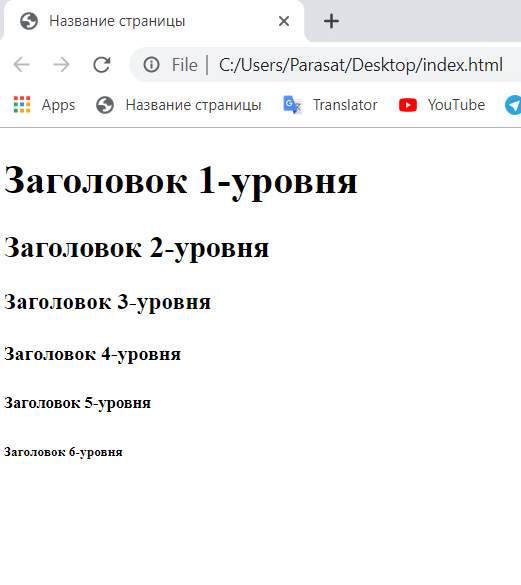 Название страницы
File | C:/Users/Parasat/Desktop/index.html
Apps Название страницы Translator YouTube
Заголовок 1-уровня
Заголовок 2-уровня
Заголовок 3-уровня
Заголовок 4-уровня
Заголовок 5-уровня
Заголовок 6-уровня